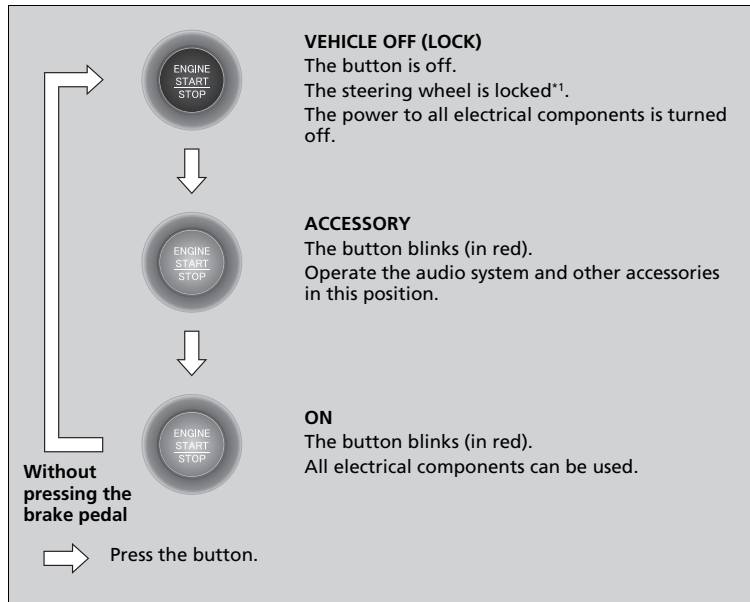 ENGINE
START
STOP
VEHICLE OFF (LOCK)
The button is off.
The steering wheel is locked*1.
The power to all electrical components is turned
off.
ENGINE
START
STOP
ACCESSORY
The button blinks (in red).
Operate the audio system and other accessories
in this position.
ENGINE
START
STOP
ON
The button blinks (in red).
All electrical components can be used.
Without
pressing the
brake pedal
Press the button.